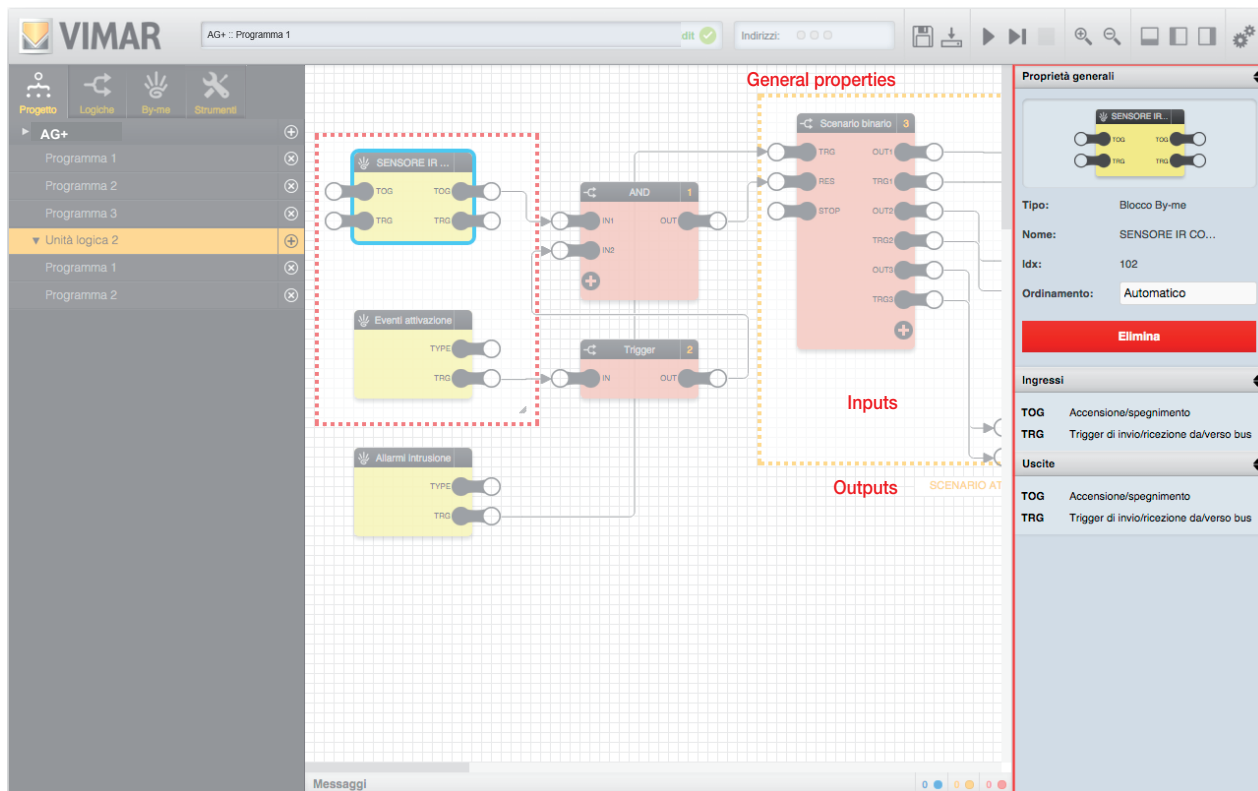 VIMAR
AG+ :: Programma 1
dit
Indirizzi:
Progetto
Logiche
By-me
Strumenti
AG+
Programma 1
Programma 2
Programma 3
Unità logica 2
Programma 1
Programma 2
General properties
SENSORE IR ...
TOG TOG
TRG TRG
AND 1
IN1 OUT
IN2
Scenario binario 3
TRG OUT1
RES TRG1
STOP OUT2
TRG2
OUT3
TRG3
Eventi attivazione
TYPE
TRG
Trigger 2
IN OUT
Inputs
Allarmi intrusione
TYPE
TRG
Outputs
SCENARIO AT
Messaggi
0 0 0
Proprietà generali
SENSORE IR...
TOG TOG
TRG TRG
Tipo: Blocco By-me
Nome: SENSORE IR CO...
Idx: 102
Ordinamento: Automatico
Elimina
Ingressi
TOG Accensione/spegnimento
TRG Trigger di invio/ricezione da/verso bus
Uscite
TOG Accensione/spegnimento
TRG Trigger di invio/ricezione da/verso bus